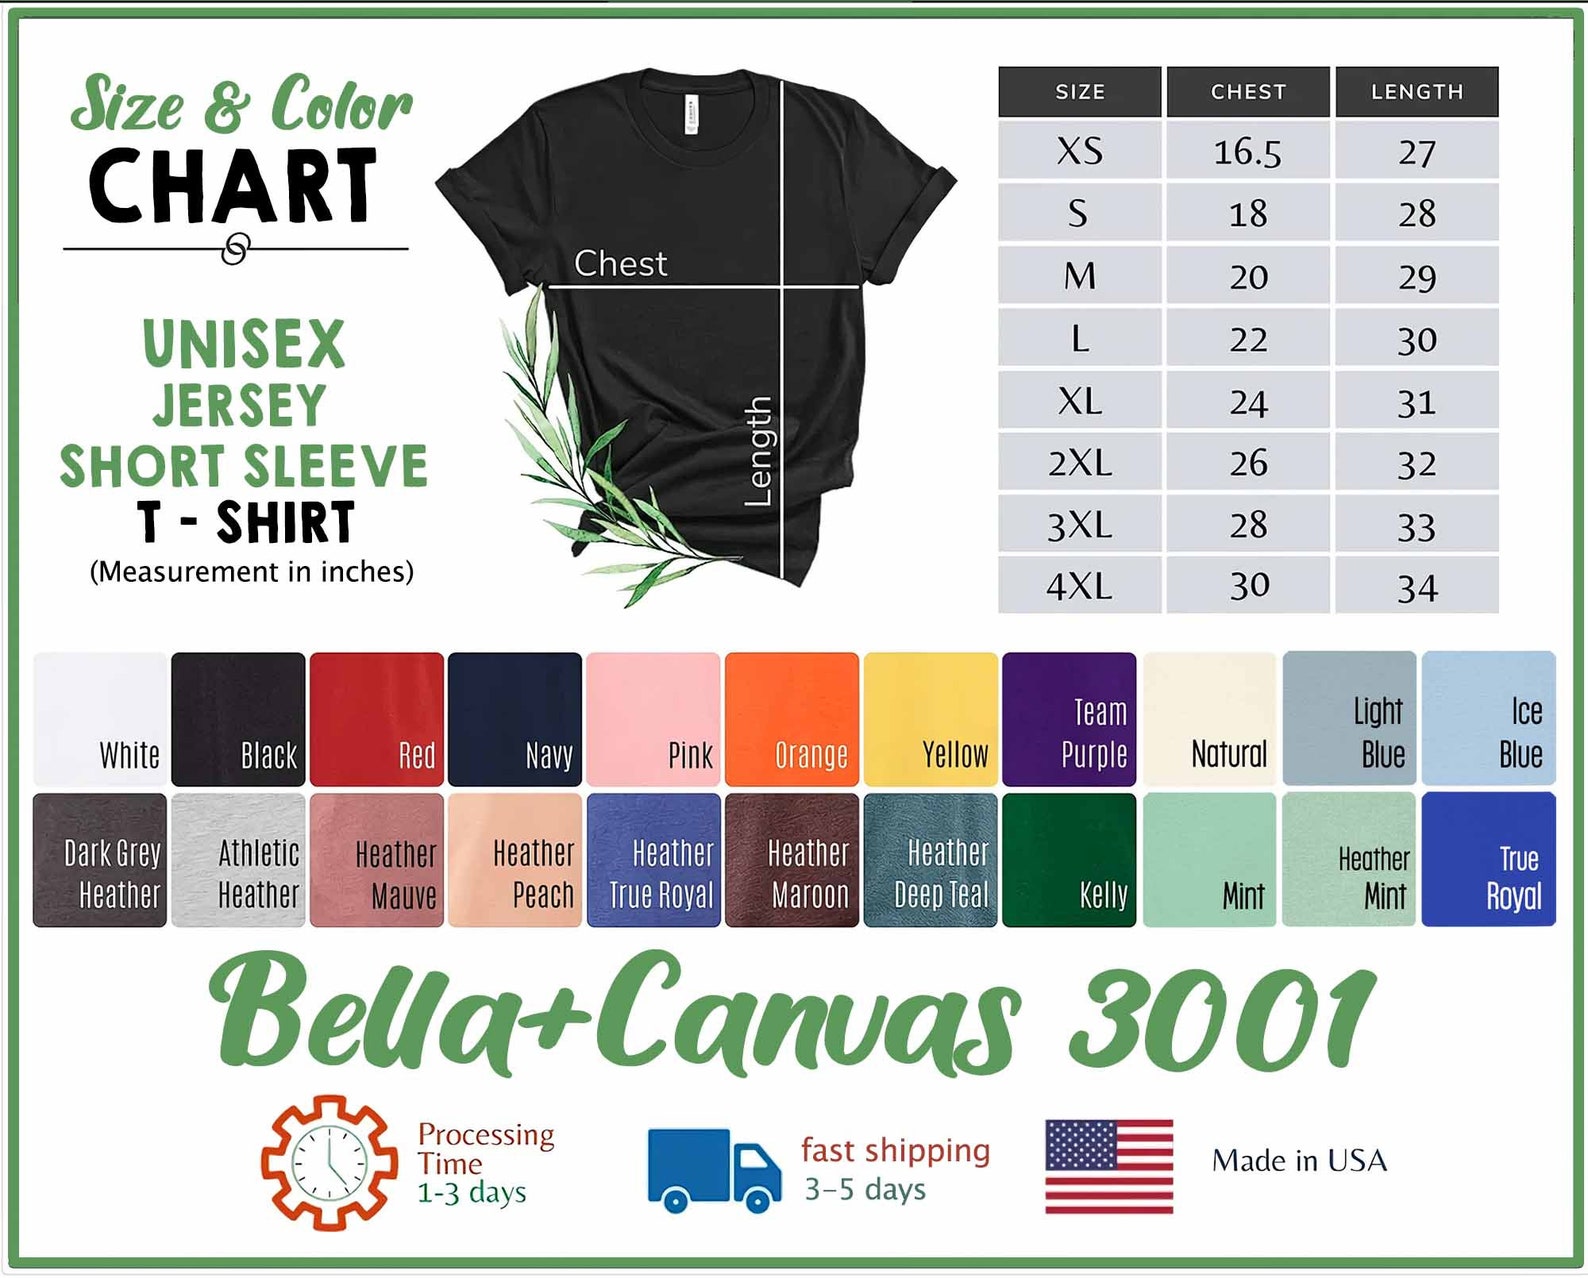 Size & Color
CHART
UNISEX
JERSEY
SHORT SLEEVE
T - SHIRT
(Measurement in inches)
Chest
Length
SIZE CHEST LENGTH
XS 16.5 27
S 18 28
M 20 29
L 22 30
XL 24 31
2XL 26 32
3XL 28 33
4XL 30 34
White
Black
Red
Navy
Pink
Orange
Yellow
Team
Purple
Natural
Light
Blue
Ice
Blue
Dark Grey
Heather
Athletic
Heather
Heather
Mauve
Heather
Peach
Heather
True Royal
Heather
Maroon
Heather
Deep Teal
Kelly
Mint
Heather
Mint
True
Royal
Bella+Canvas 3001
Processing
Time
1-3 days
fast shipping
3-5 days
Made in USA